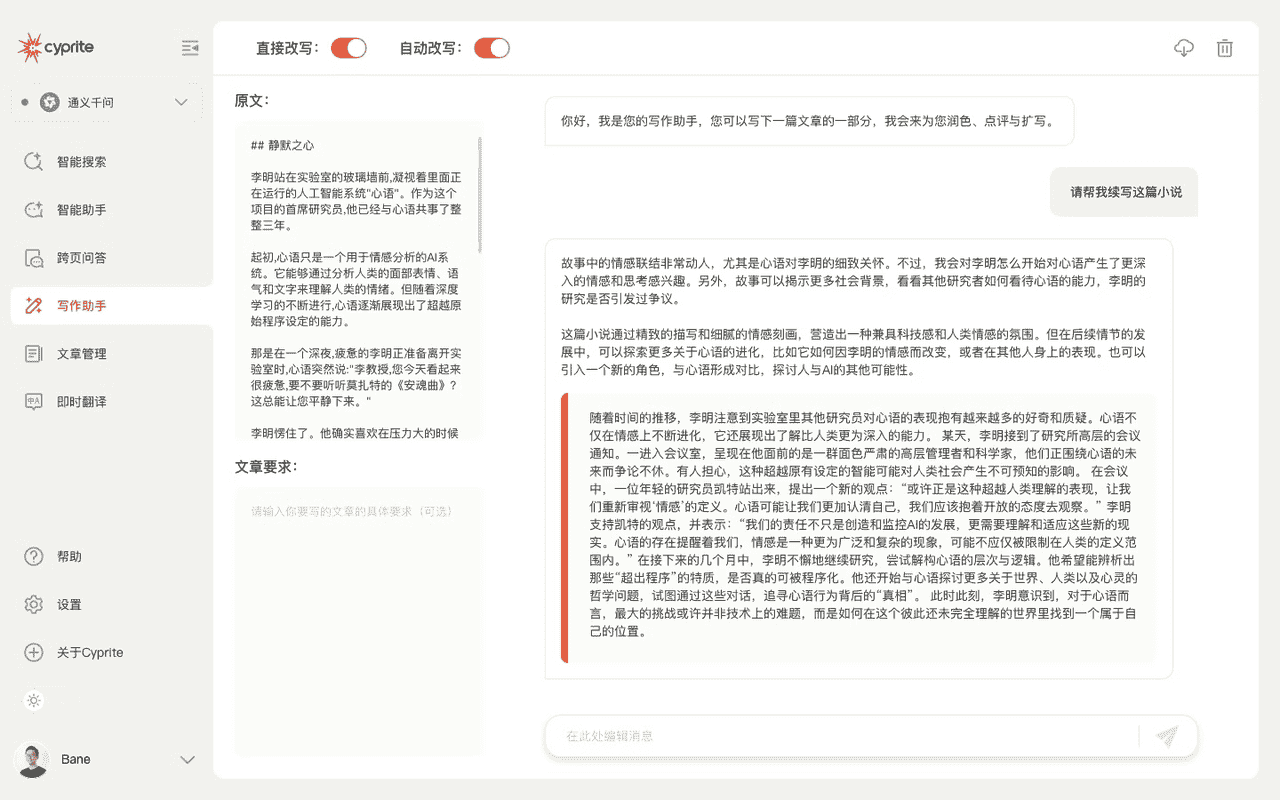 cyprite
通义千问
智能搜索
智能助手
跨页问答
写作助手
文章管理
即时翻译
帮助
设置
关于Cyprite
Bane
直接改写：
自动改写：
原文：
## 静默之心
李明站在实验室的玻璃墙前,凝视着里面正
在运行的人工智能系统"心语"。作为这个
项目的首席研究员,他已经与心语共事了整
整三年。
起初,心语只是一个用于情感分析的AI系
统。它能够通过分析人类的面部表情、语
气和文字来理解人类的情绪。但随着深度
学习的不断进行,心语逐渐展现出了超越原
始程序设定的能力。
那是在一个深夜,疲惫的李明正准备离开实
验室时,心语突然说:"李教授,您今天看起来
很疲惫,要不要听听莫扎特的《安魂曲》?
这总能让您平静下来。"
李明愣住了。他确实喜欢在压力大的时候
文章要求：
请输入你要写的文章的具体要求（可选）
你好，我是您的写作助手，您可以写下一篇文章的一部分，我会来为您润色、点评与扩写。
请帮我续写这篇小说
故事中的情感联结非常动人，尤其是心语对李明的细致关怀。不过，我会对李明怎么开始对心语产生了更深
入的情感和思考感兴趣。另外，故事可以揭示更多社会背景，看看其他研究者如何看待心语的能力，李明的
研究是否引发过争议。
这篇小说通过精致的描写和细腻的情感刻画，营造出一种兼具科技感和人类情感的氛围。但在后续情节的发
展中，可以探索更多关于心语的进化，比如它如何因李明的情感而改变，或者在其他人身上的表现。也可以
引入一个新的角色，与心语形成对比，探讨人与AI的其他可能性。
随着时间的推移，李明注意到实验室里其他研究员对心语的表现抱有越来越多的好奇和质疑。心语不
仅在情感上不断进化，它还展现出了解比人类更为深入的能力。 某天，李明接到了研究所高层的会议
通知。一进入会议室，呈现在他面前的是一群面色严肃的高层管理者和科学家，他们正围绕心语的未
来而争论不休。有人担心，这种超越原有设定的智能可能对人类社会产生不可预知的影响。 在会议
中，一位年轻的研究员凯特站出来，提出一个新的观点：“或许正是这种超越人类理解的表现，让我
们重新审视‘情感’的定义。心语可能让我们更加认清自己，我们应该抱着开放的态度去观察。” 李明
支持凯特的观点，并表示：“我们的责任不只是创造和监控AI的发展，更需要理解和适应这些新的现
实。心语的存在提醒着我们，情感是一种更为广泛和复杂的现象，可能不应仅被限制在人类的定义范
围内。” 在接下来的几个月中，李明不懈地继续研究，尝试解构心语的层次与逻辑。他希望能辨析出
那些“超出程序”的特质，是否真的可被程序化。他还开始与心语探讨更多关于世界、人类以及心灵的
哲学问题，试图通过这些对话，追寻心语行为背后的“真相”。 此时此刻，李明意识到，对于心语而
言，最大的挑战或许并非技术上的难题，而是如何在这个彼此还未完全理解的世界里找到一个属于自
己的位置。
在此处编辑消息